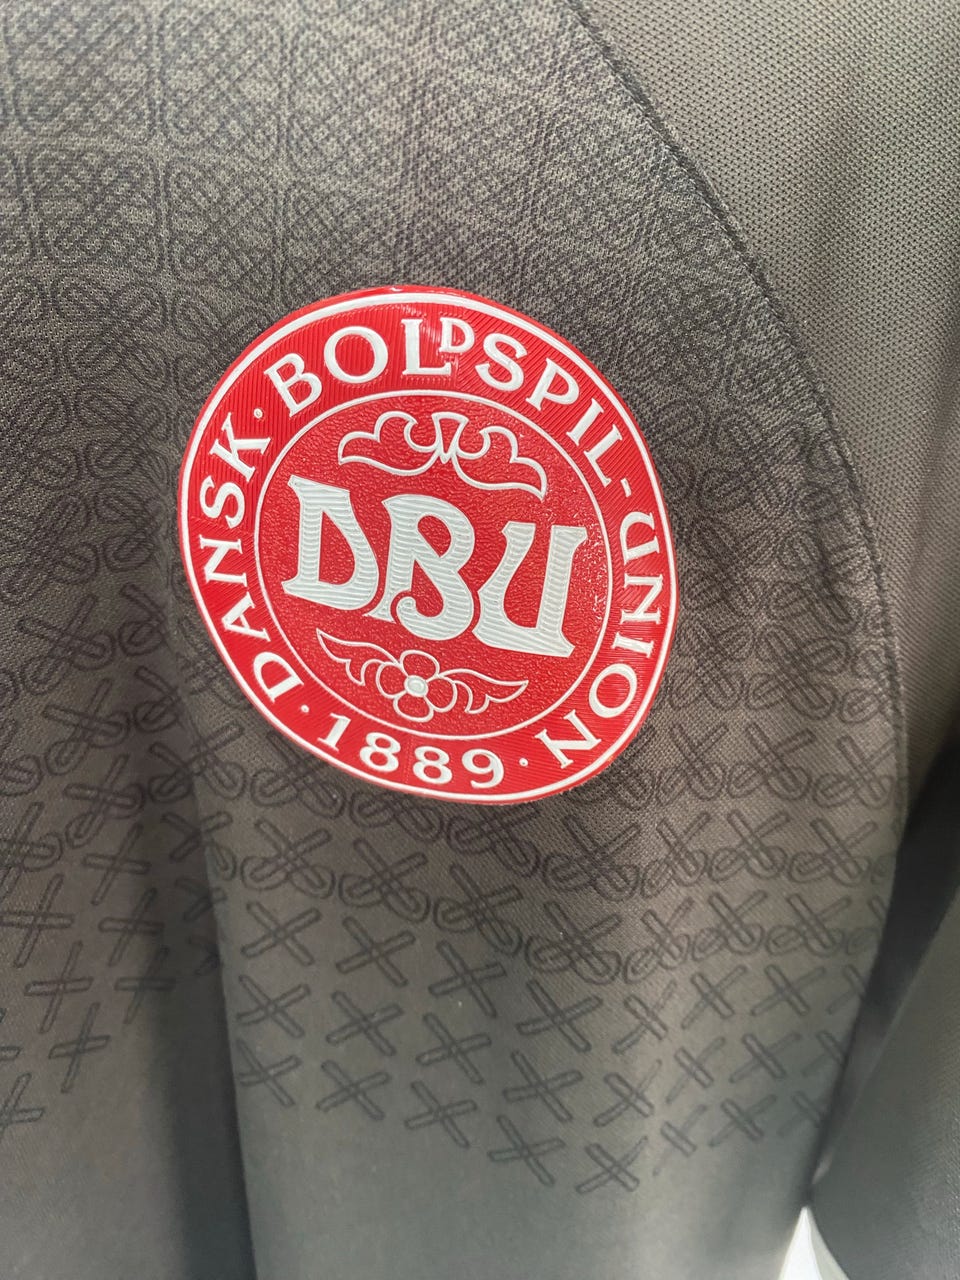 DANSK · BOLDSPIL-UNION · 1889 ·
DBU